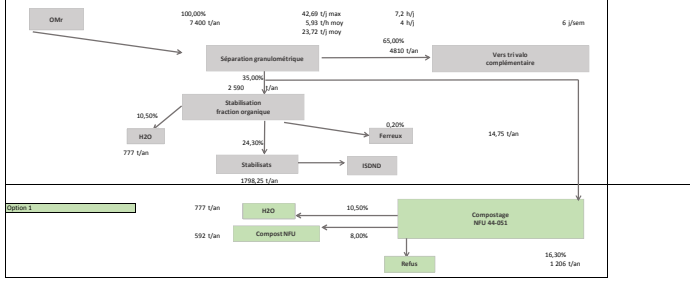 OMr
100,00%
7 400 t/an
42,69 t/j max
5,93 t/h moy
23,72 t/j moy
7,2 h/j
4 h/j
6 j/sem
65,00%
4810 t/an
Séparation granulométrique
Vers tri valo
complémentaire
35,00%
2 590 t/an
Stabilisation
fraction organique
10,50%
H2O
777 t/an
0,20%
Ferreux
14,75 t/an
24,30%
Stabilisats
ISDND
1798,25 t/an
Option 1
777 t/an
H2O
10,50%
Compostage
NFU 44-051
592 t/an
Compost NFU
8,00%
Refus
16,30%
1 206 t/an